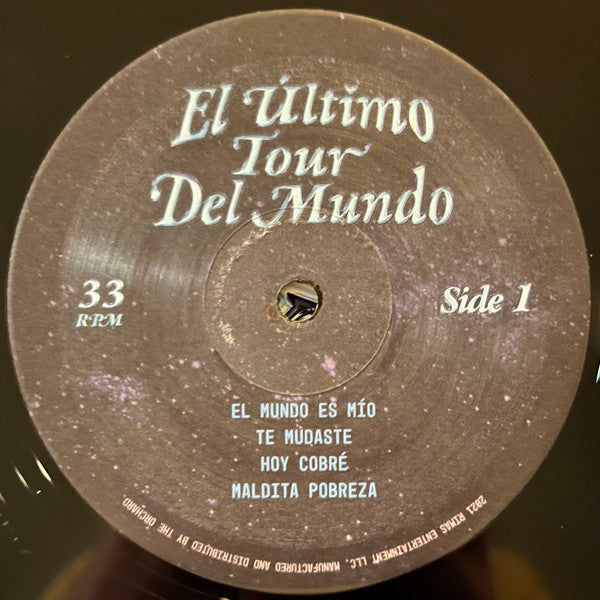 El Último
Tour
Del Mundo
33
RPM
Side 1
EL MUNDO ES MÍO
TE MUDASTE
HOY COBRÉ
MALDITA POBREZA
2021 RIMAS ENTERTAINMENT LLC. MANUFACTURED AND DISTRIBUTED BY THE ORCHARD.